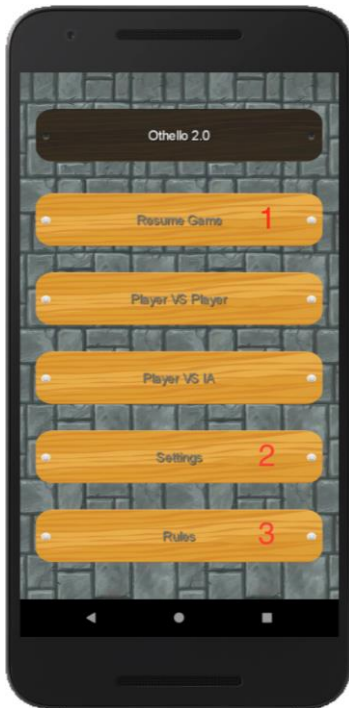 Othello 2.0
Resume Game 1
Player VS Player
Player VS IA
Settings 2
Rules 3